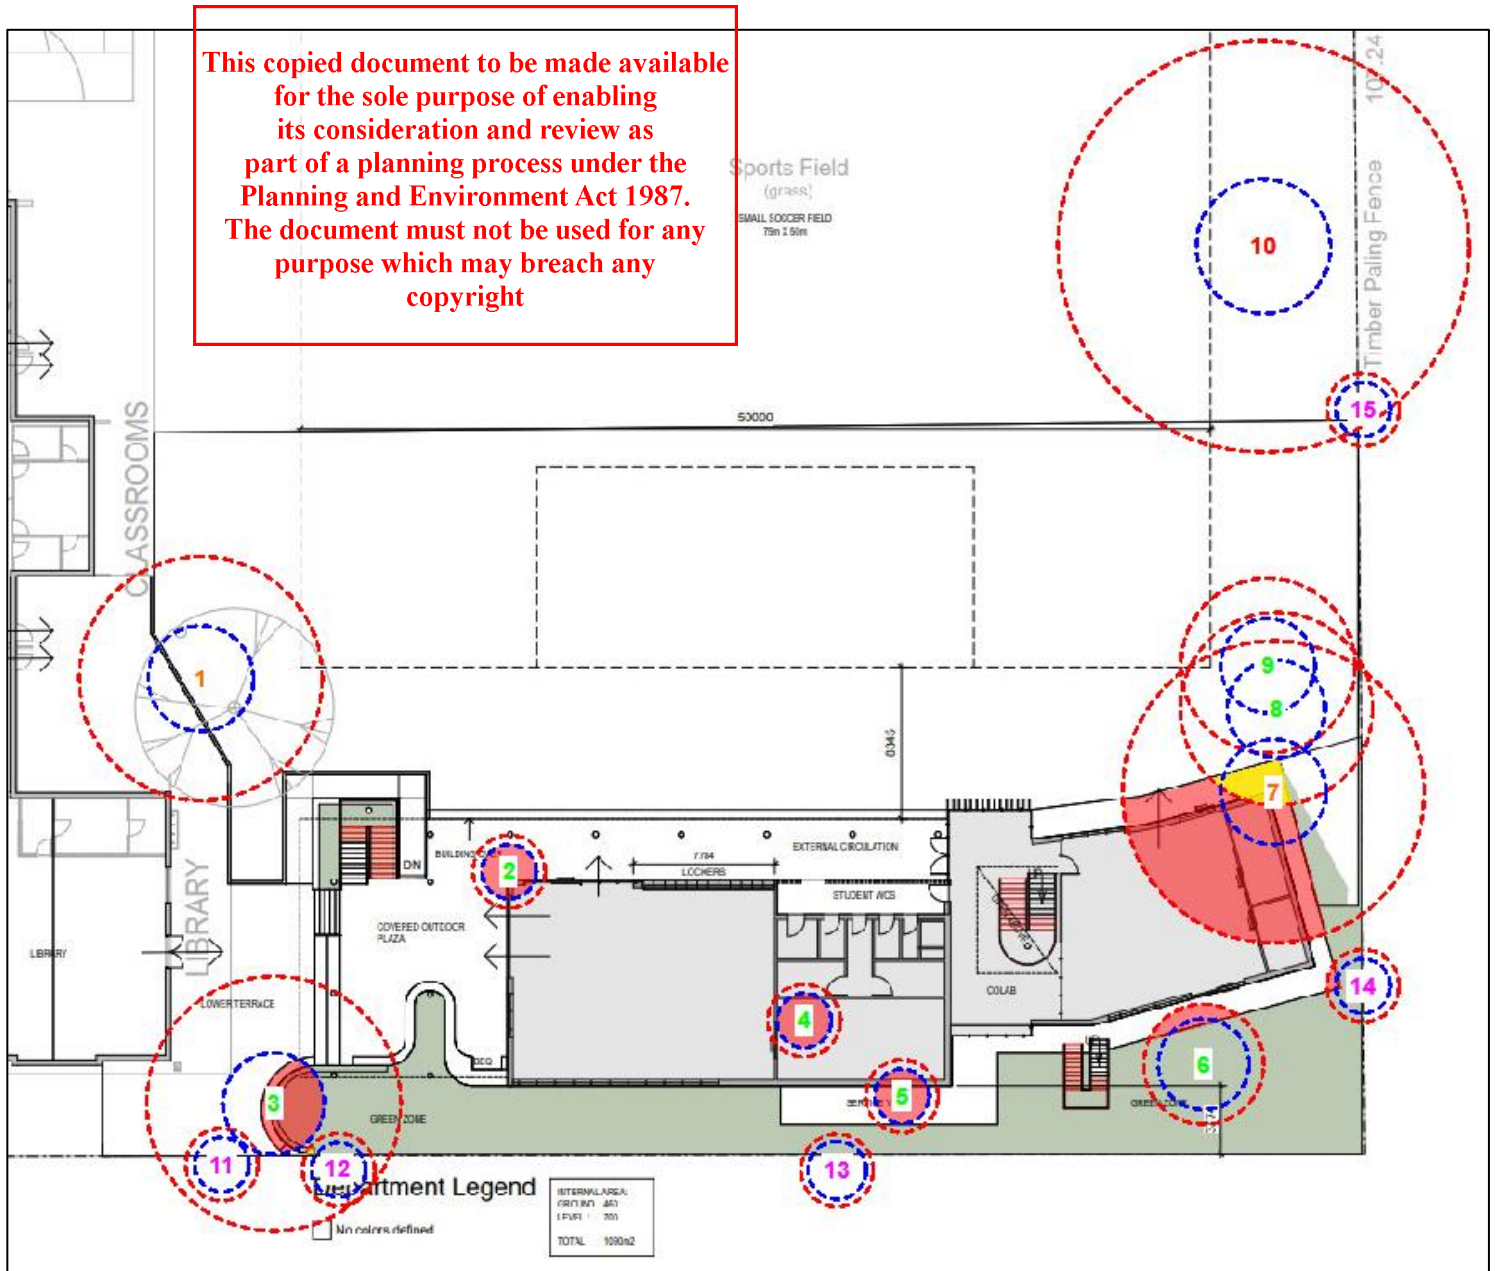 This copied document to be made available
for the sole purpose of enabling
its consideration and review as
part of a planning process under the
Planning and Environment Act 1987.
The document must not be used for any
purpose which may breach any
copyright
Sports Field
(grass)
SMALL SOCCER FIELD
Timber Paling Fence
10
15
50000
CLASSROOMS
1
9
8
7
DN
BUILDING
2
7784
LOCKERS
EXTERNAL CIRCULATION
STUDENT WCS
COVERED OUTDOOR
PLAZA
LIBRARY
LIBRARY
LOWER TERRACE
4
COLAB
14
3
5
6
GREEN ZONE
GREEN ZONE
11
12
13
Department Legend
No colors defined
INTERNAL AREA:
GROUND
LEVEL
TOTAL